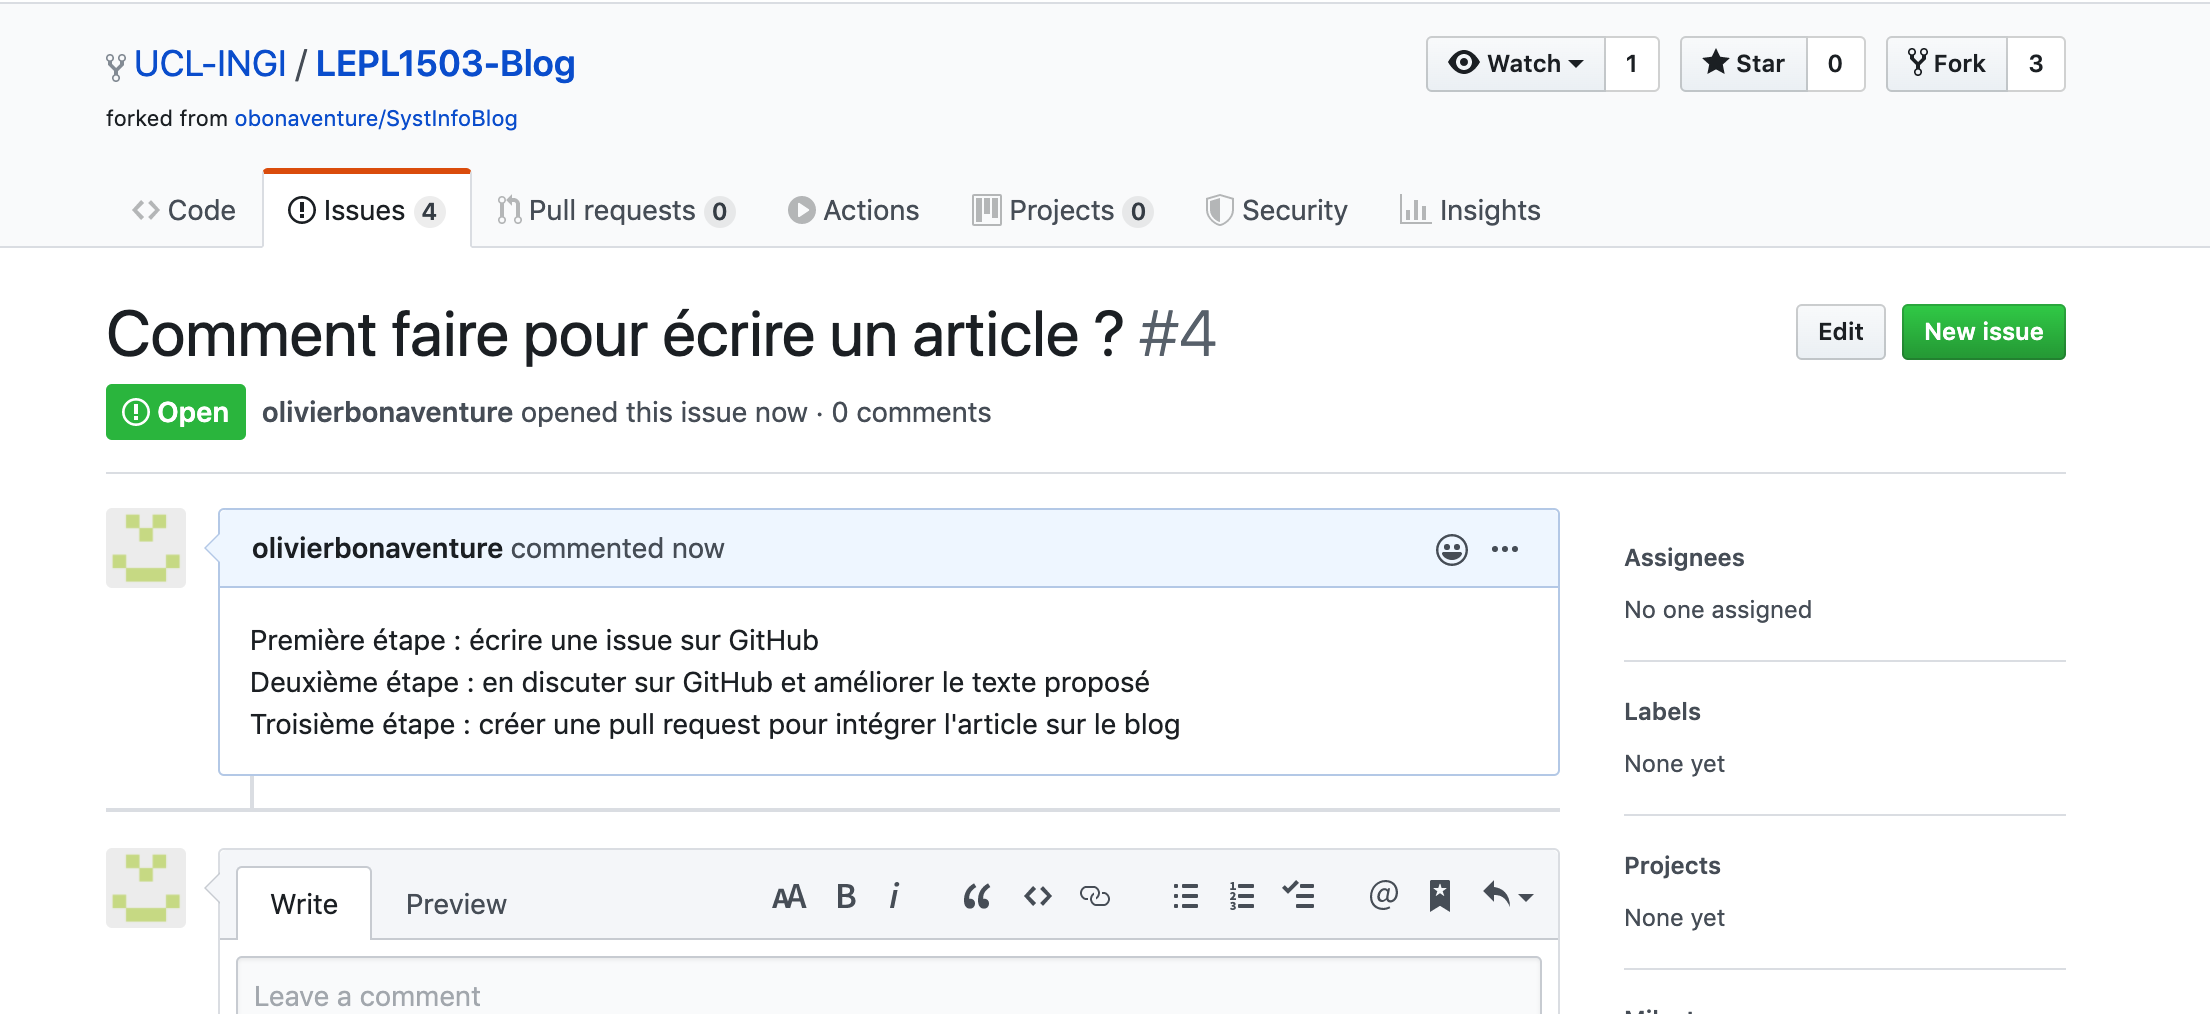 UCL-INGI / LEPL1503-Blog
Watch 1
Star 0
Fork 3
forked from obonaventure/SystInfoBlog
Code
Issues 4
Pull requests 0
Actions
Projects 0
Security
Insights
Comment faire pour écrire un article ? #4
Edit
New issue
Open
olivierbonaventure opened this issue now · 0 comments
olivierbonaventure commented now
Première étape : écrire une issue sur GitHub
Deuxième étape : en discuter sur GitHub et améliorer le texte proposé
Troisième étape : créer une pull request pour intégrer l'article sur le blog
Assignees
No one assigned
Labels
None yet
Projects
None yet
Write
Preview
Leave a comment